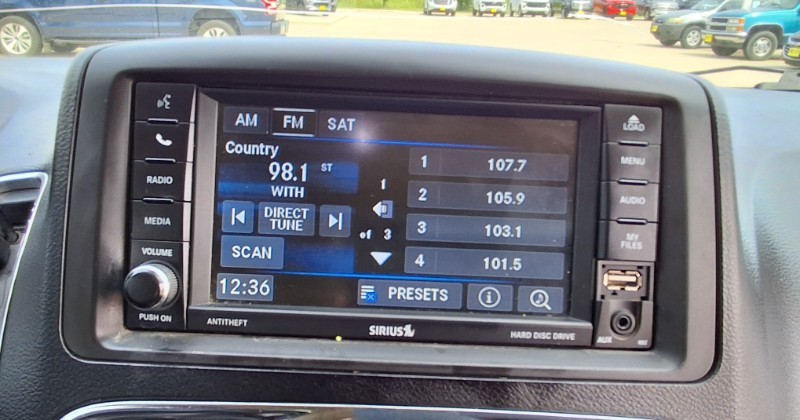 AM FM SAT
Country
98.1 ST
WITH
DIRECT
TUNE
SCAN
12:36
1
of 3
1 107.7
2 105.9
3 103.1
4 101.5
PRESETS
RADIO
MEDIA
VOLUME
PUSH ON
LOAD
MENU
AUDIO
MY
FILES
AUX
ANTITHEFT
SIRIUS
HARD DISC DRIVE